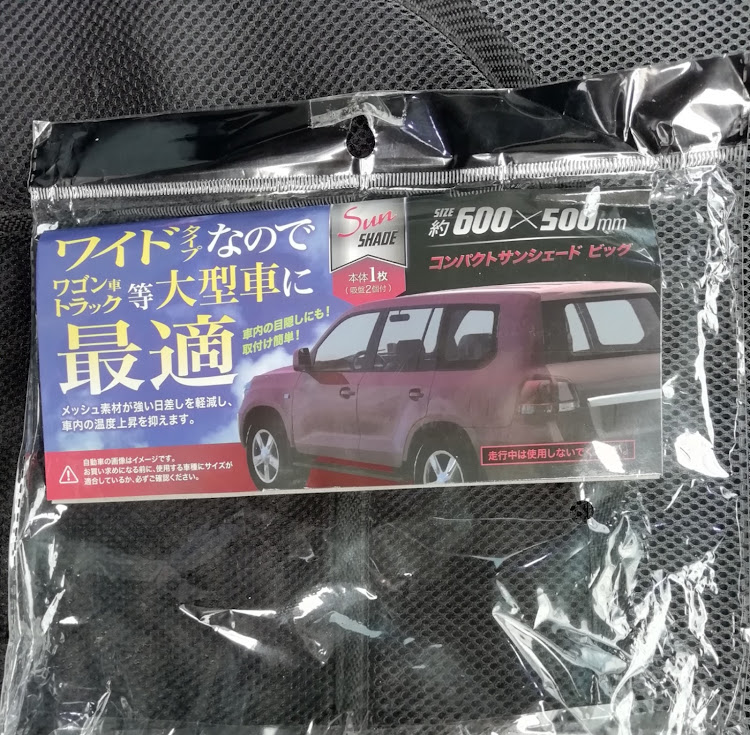 ワイドタイプなので
ワゴン車トラック等大型車に
最適
車内の目隠しにも!
取付け簡単!
メッシュ素材が強い日差しを軽減し、
車内の温度上昇を抑えます。
自動車の画像はイメージです。
お買い求めになる前に、使用する車種にサイズが
適合しているか、必ずご確認ください。
Sun
SHADE
本体1枚
(吸盤2個付)
SIZE
約600×500mm
コンパクトサンシェード ビッグ
走行中は使用しないで